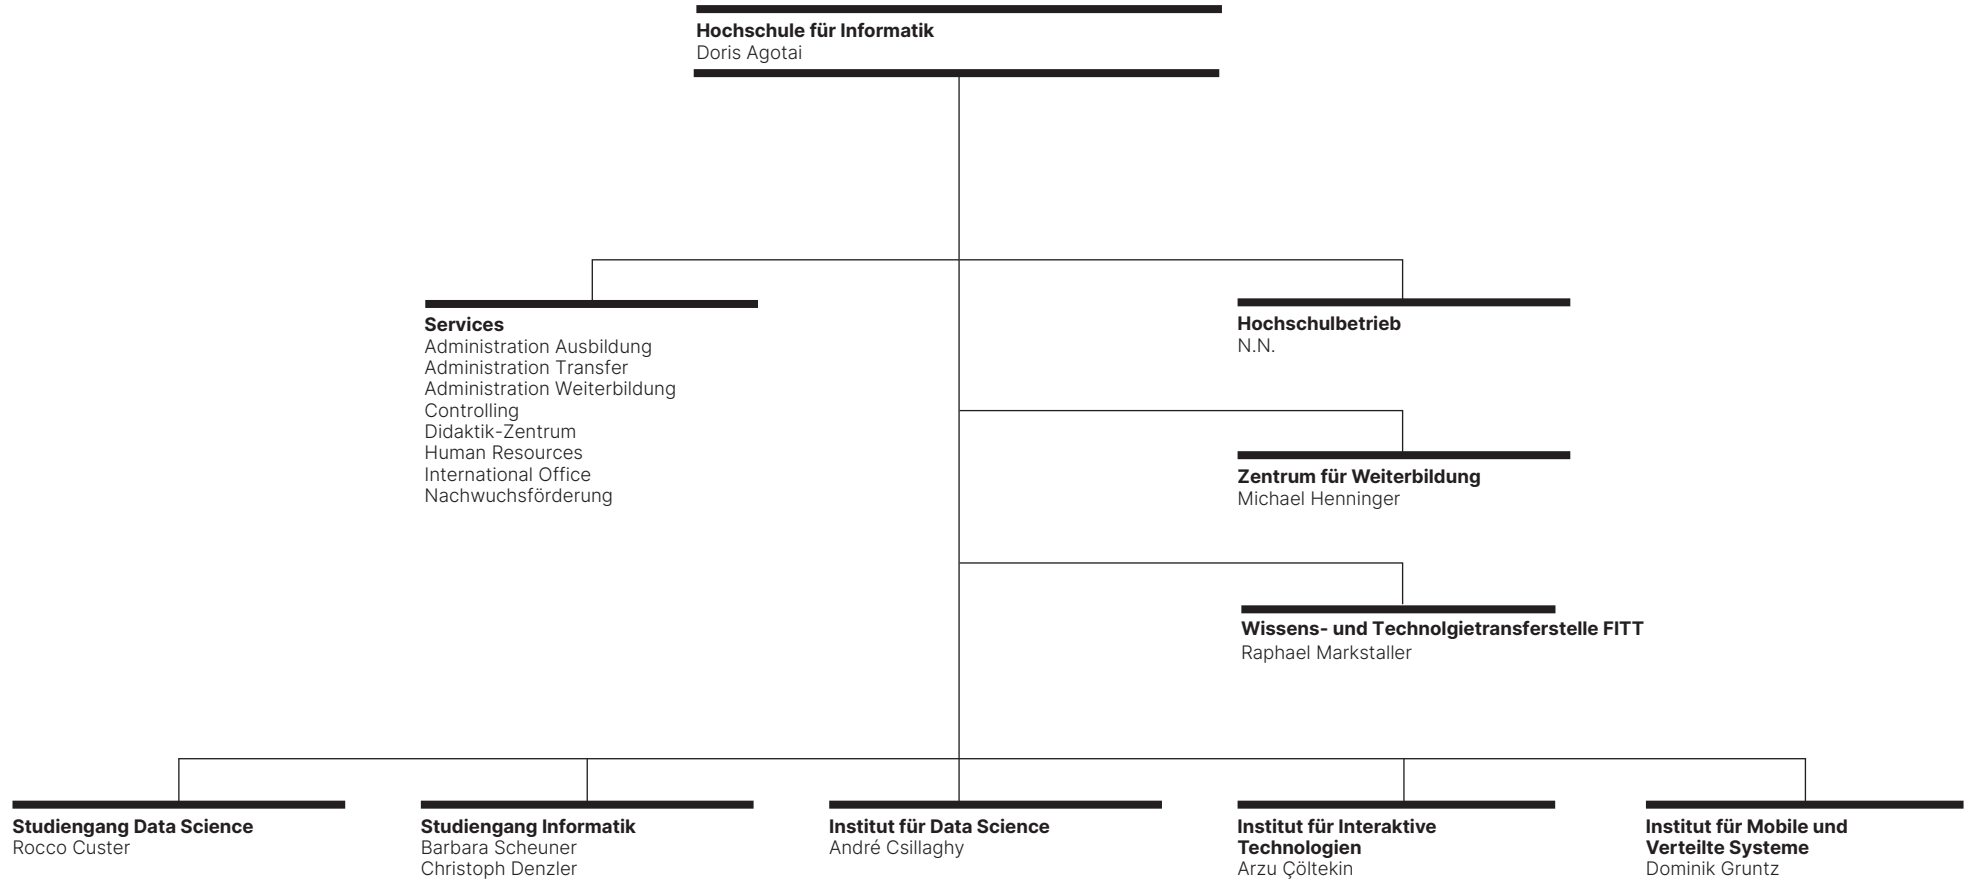 Hochschule für Informatik
Doris Agotai
Services
Administration Ausbildung
Administration Transfer
Administration Weiterbildung
Controlling
Didaktik-Zentrum
Human Resources
International Office
Nachwuchsförderung
Hochschulbetrieb
N.N.
Zentrum für Weiterbildung
Michael Henninger
Wissens- und Technolgietransferstelle FITT
Raphael Markstaller
Studiengang Data Science
Rocco Custer
Studiengang Informatik
Barbara Scheuner
Christoph Denzler
Institut für Data Science
André Csillaghy
Institut für Interaktive
Technologien
Arzu Çöltekin
Institut für Mobile und
Verteilte Systeme
Dominik Gruntz